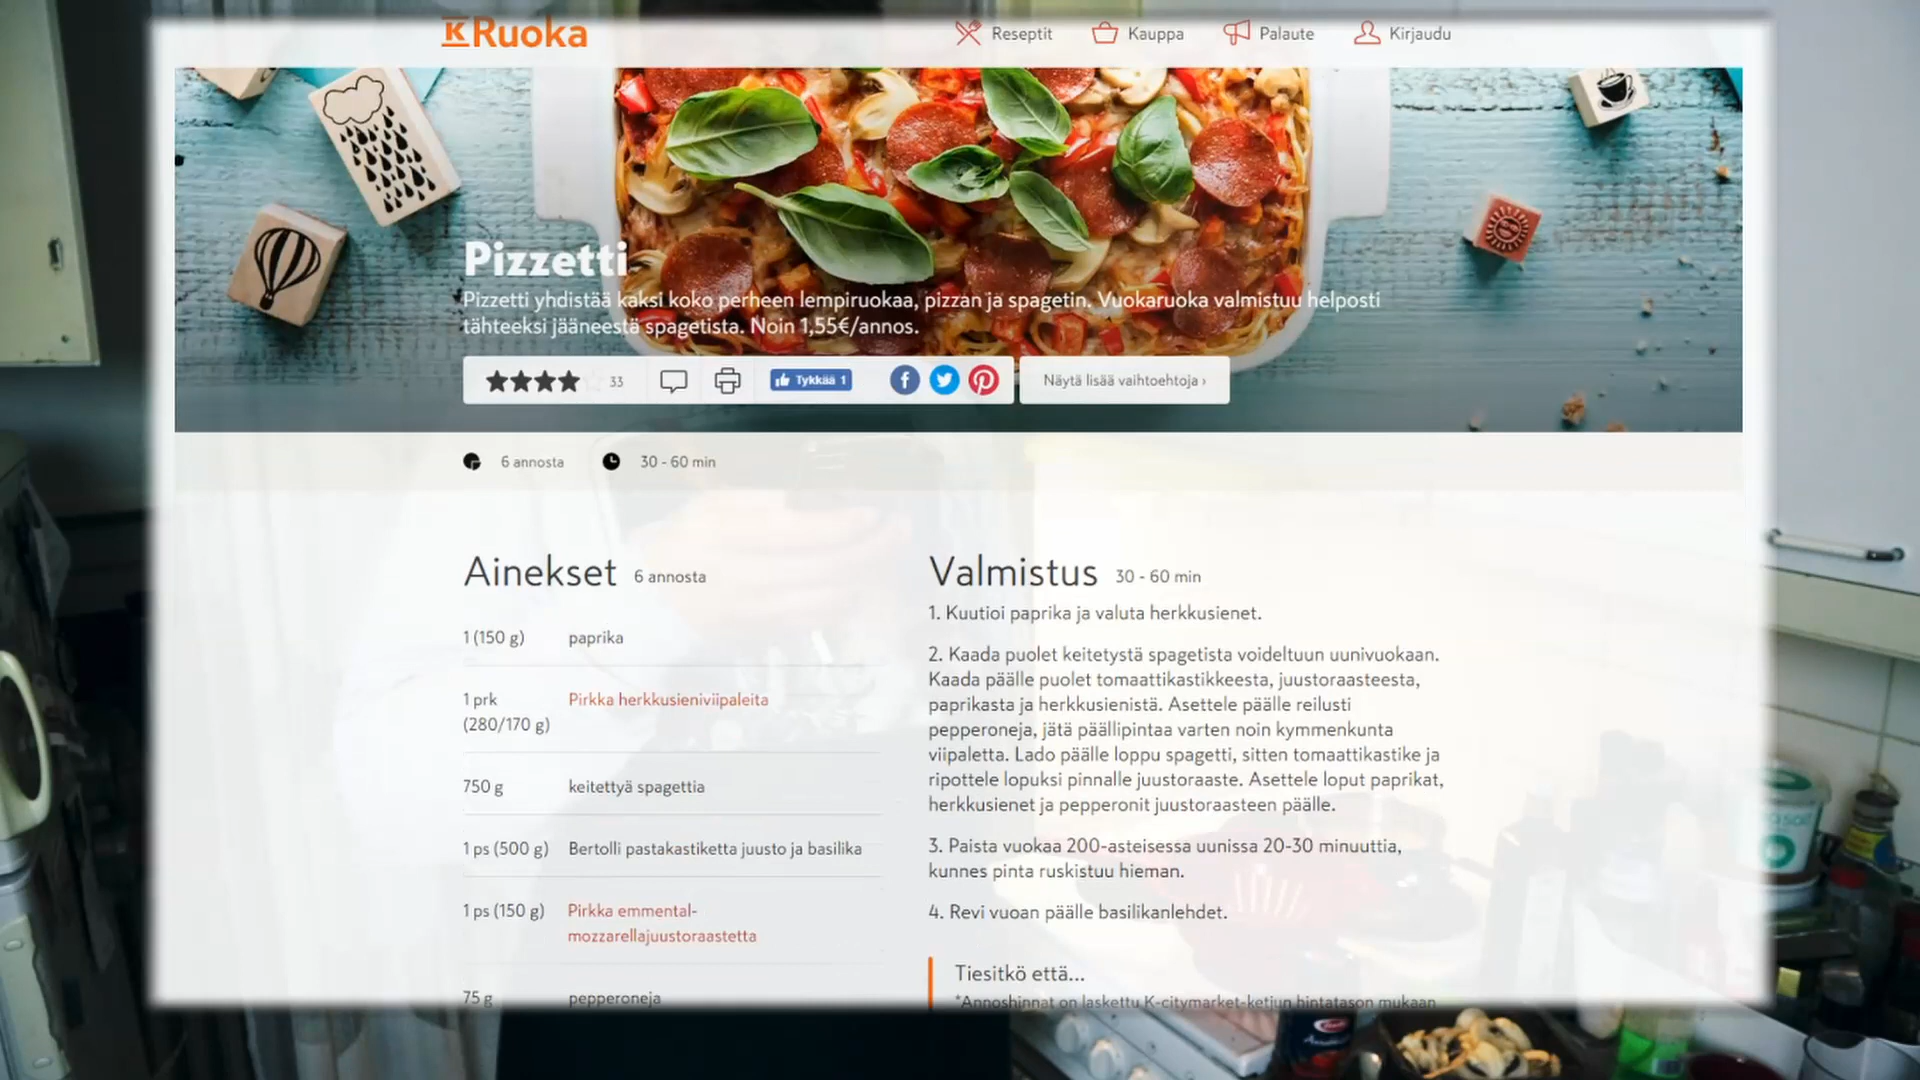 K Ruoka
Reseptit
Kauppa
Palaute
Kirjaudu
Pizzetti
Pizzetti yhdistää kaksi koko perheen lempiruokaa, pizzan ja spagetin. Vuokaruoka valmistuu helposti
tähteeksi jääneestä spagetista. Noin 1,55€/annos.
33
Tykkää 1
Näytä lisää vaihtoehtoja ›
6 annosta
30 - 60 min
Ainekset 6 annosta
1 (150 g) paprika
1 prk Pirkka herkkusieniviipaleita
(280/170 g)
750 g keitettyä spagettia
1 ps (500 g) Bertolli pastakastiketta juusto ja basilika
1 ps (150 g) Pirkka emmental-
mozzarellajuustoraastetta
75 g pepperoneja
Valmistus 30 - 60 min
1. Kuutioi paprika ja valuta herkkusienet.
2. Kaada puolet keitetystä spagetista voideltuun uunivuokaan.
Kaada päälle puolet tomaattikastikkeesta, juustoraasteesta,
paprikasta ja herkkusienistä. Asettele päälle reilusti
pepperoneja, jätä päällipintaa varten noin kymmenkunta
viipaletta. Lado päälle loppu spagetti, sitten tomaattikastike ja
ripottele lopuksi pinnalle juustoraaste. Asettele loput paprikat,
herkkusienet ja pepperonit juustoraasteen päälle.
3. Paista vuokaa 200-asteisessa uunissa 20-30 minuuttia,
kunnes pinta ruskistuu hieman.
4. Revi vuoan päälle basilikanlehdet.
Tiesitkö että...
*Annoshinnat on laskettu K-citymarket-ketjun hintatason mukaan